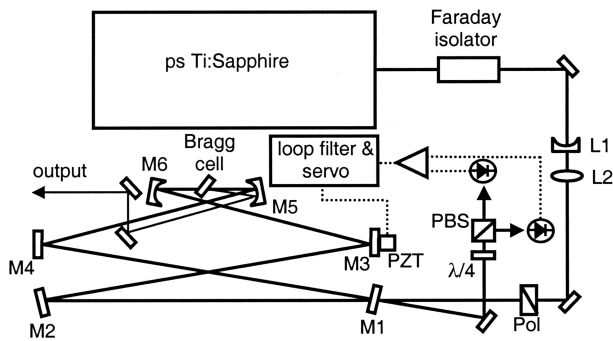 Faraday
isolator
ps Ti:Sapphire
L1
L2
Bragg
cell
M6
output
loop filter &
servo
M5
PBS
M4
M3
PZT
λ/4
M2
M1
Pol